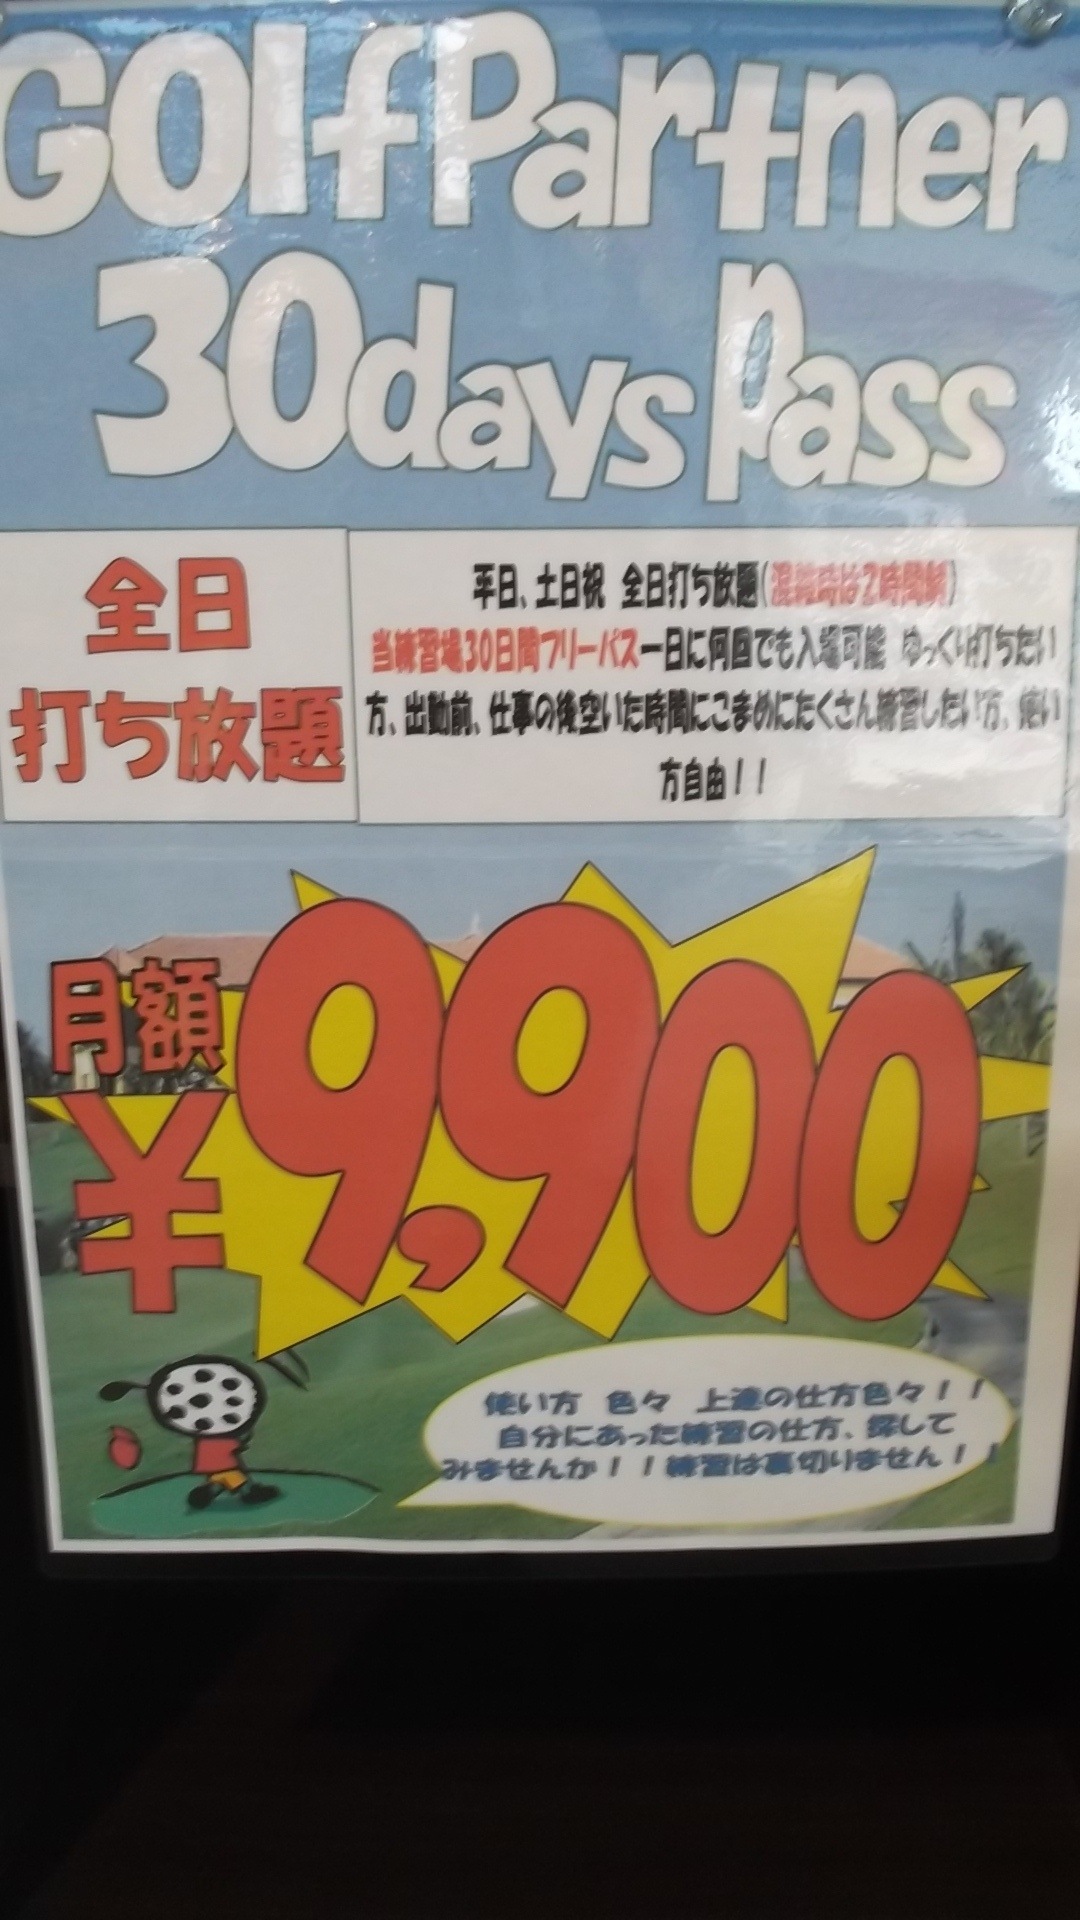 GOlfPartner
30days Pass
全日
打ち放題
平日、土日祝 全日打ち放題(混雑時は2時間制)
当練習場30日間フリーパス一日に何回でも入場可能 ゆっくり打ちたい
方、出勤前、仕事の後空いた時間にこまめにたくさん練習したい方、使い
方自由！！
月額
¥9,900
使い方 色々 上達の仕方色々！！
自分にあった練習の仕方、探して
みませんか！！練習は裏切りません！！